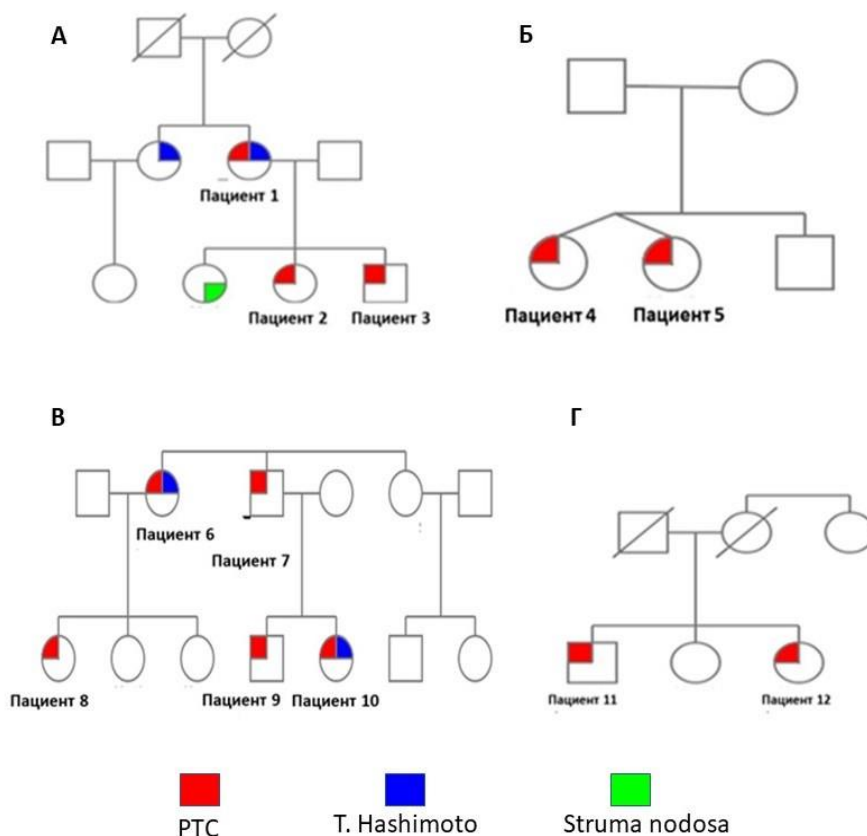 А
Б
Пациент 1
Пациент 2
Пациент 3
Пациент 4
Пациент 5
В
Г
Пациент 6
Пациент 7
Пациент 8
Пациент 9
Пациент 10
Пациент 11
Пациент 12
PTC
T. Hashimoto
Struma nodosa